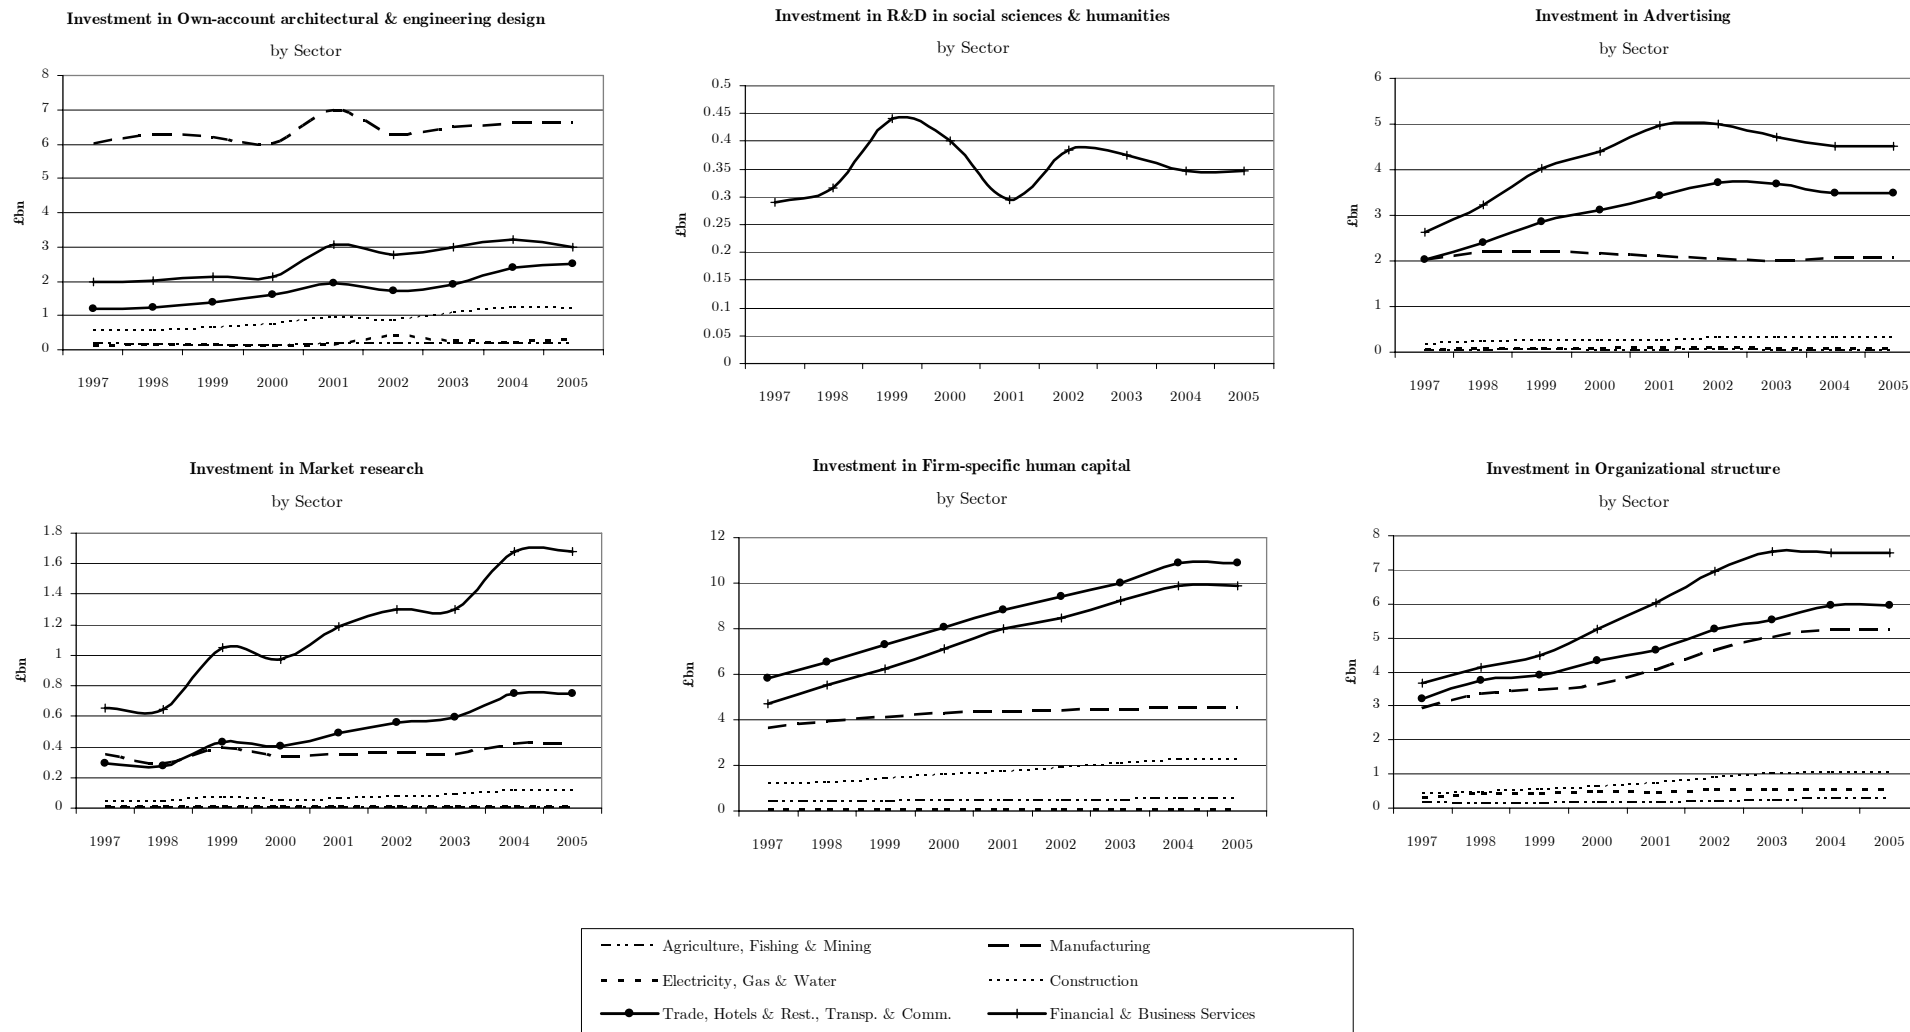 Investment in Own-account architectural & engineering design
by Sector
8
7
6
5
4
3
2
1
0
£bn
1997 1998 1999 2000 2001 2002 2003 2004 2005
Investment in R&D in social sciences & humanities
by Sector
0.5
0.45
0.4
0.35
0.3
0.25
0.2
0.15
0.1
0.05
0
£bn
1997 1998 1999 2000 2001 2002 2003 2004 2005
Investment in Advertising
by Sector
6
5
4
3
2
1
0
£bn
1997 1998 1999 2000 2001 2002 2003 2004 2005
Investment in Market research
by Sector
1.8
1.6
1.4
1.2
1
0.8
0.6
0.4
0.2
0
£bn
1997 1998 1999 2000 2001 2002 2003 2004 2005
Investment in Firm-specific human capital
by Sector
12
10
8
6
4
2
0
£bn
1997 1998 1999 2000 2001 2002 2003 2004 2005
Investment in Organizational structure
by Sector
8
7
6
5
4
3
2
1
0
£bn
1997 1998 1999 2000 2001 2002 2003 2004 2005
Agriculture, Fishing & Mining Manufacturing
Electricity, Gas & Water Construction
Trade, Hotels & Rest., Transp. & Comm. Financial & Business Services